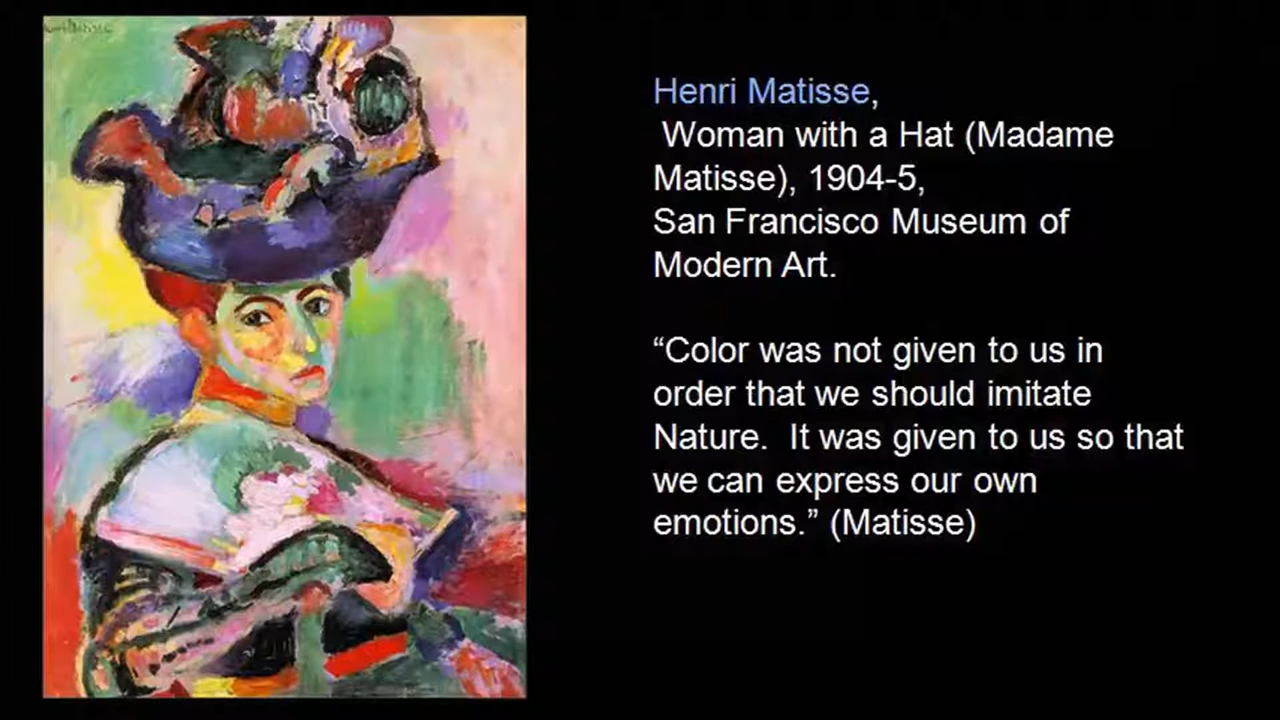 Henri Matisse,
Woman with a Hat (Madame
Matisse), 1904-5,
San Francisco Museum of
Modern Art.
“Color was not given to us in
order that we should imitate
Nature.  It was given to us so that
we can express our own
emotions.” (Matisse)